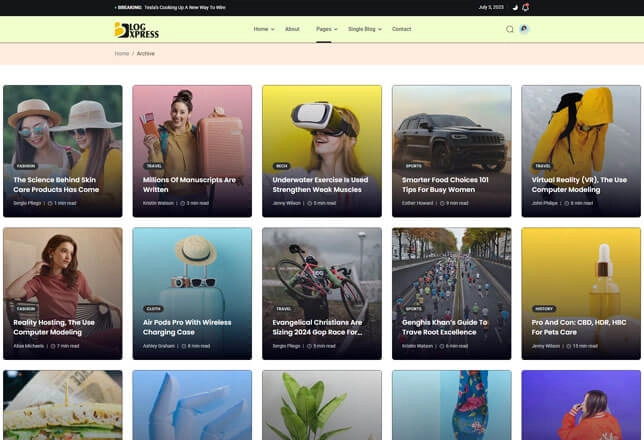 • BREAKING: Tesla's Cooking Up A New Way To Wire
July 3, 2023
BLOG
XPRESS
Home
About
Pages
Single Blog
Contact
Home / Archive
FASHION
The Science Behind Skin
Care Products Has Come
Sergio Pliego | 1 min read
TRAVEL
Millions Of Manuscripts Are
Written
Kristin Watson | 3 min read
TECH
Underwater Exercise Is Used
Strengthen Weak Muscles
Jenny Wilson | 5 min read
SPORTS
Smarter Food Choices 101
Tips For Busy Women
Esther Howard | 9 min read
TRAVEL
Virtual Reality (VR), The Use
Computer Modeling
John Philipe | 8 min read
FASHION
Reality Hosting, The Use
Computer Modeling
Alisa Michaels | 7 min read
CLOTH
Air Pods Pro With Wireless
Charging Case
Ashley Graham | 8 min read
TRAVEL
Evangelical Christians Are
Sizing 2024 Gop Race For...
Sergio Pliego | 5 min read
SPORTS
Genghis Khan's Guide To
Trave Root Excellence
Kristin Watson | 6 min read
HISTORY
Pro And Con: CBD, HDR, HBC
For Pets Care
Jenny Wilson | 15 min read